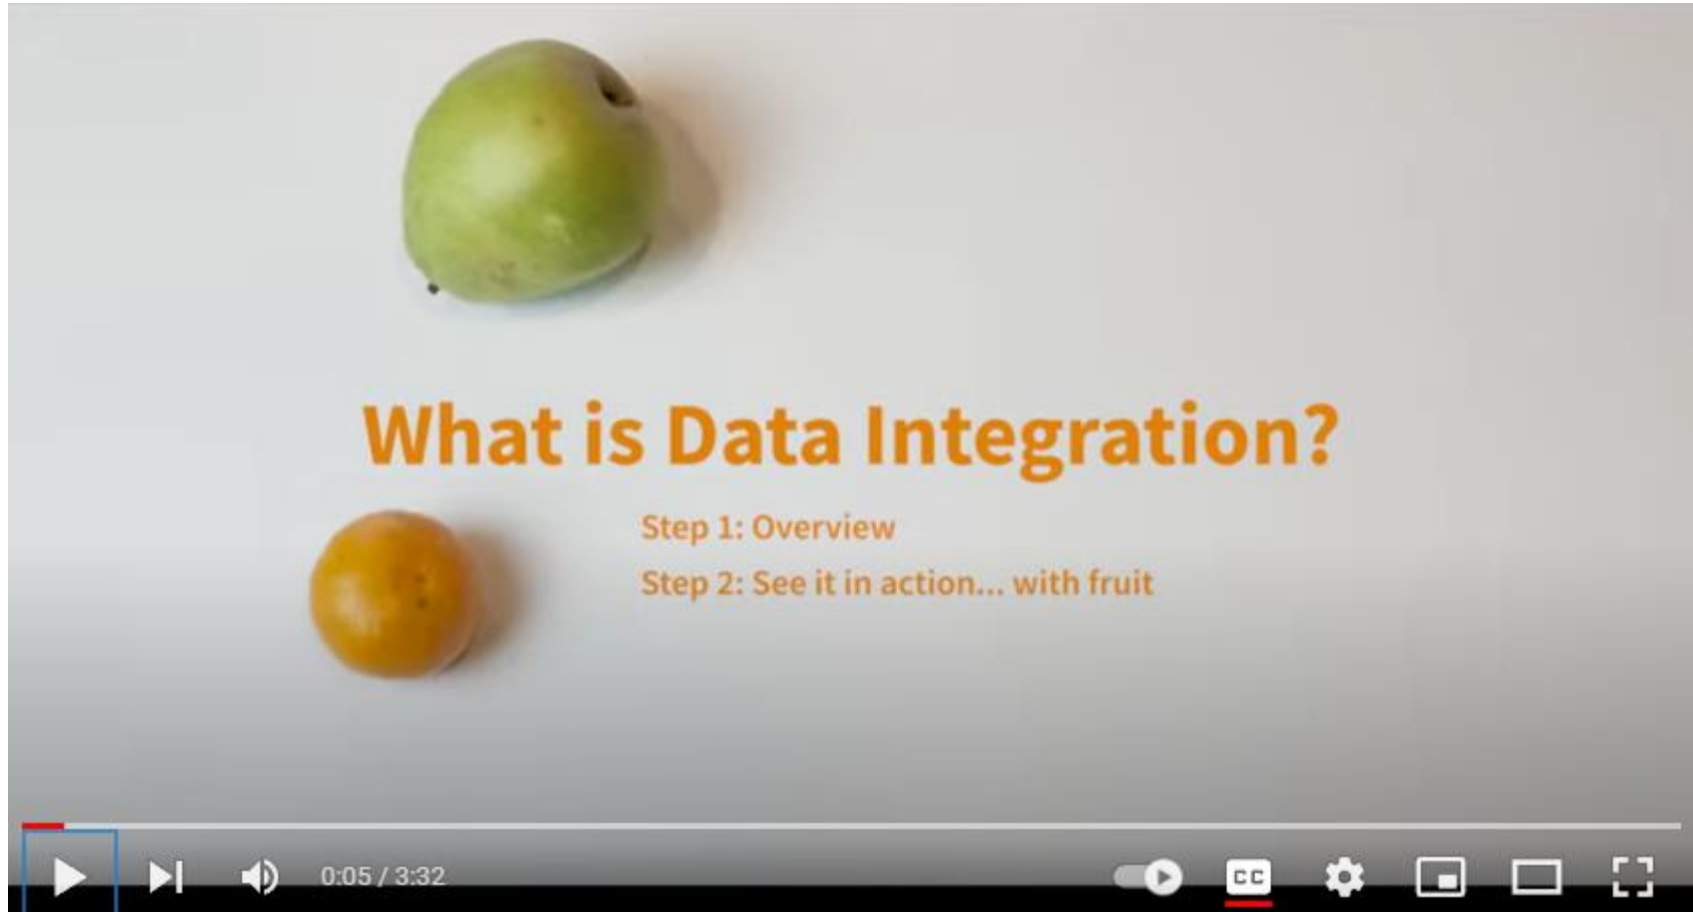 What is Data Integration?
Step 1: Overview
Step 2: See it in action... with fruit
0:05 / 3:32
CC